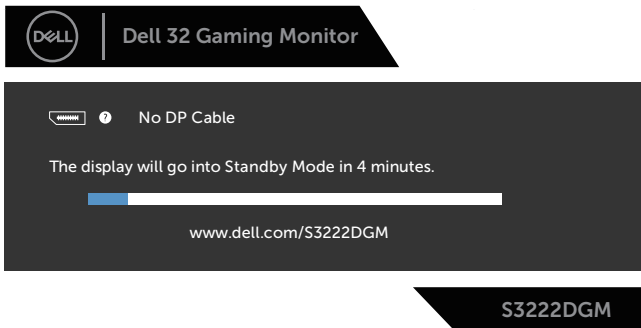 DELL
Dell 32 Gaming Monitor
? No DP Cable
The display will go into Standby Mode in 4 minutes.
www.dell.com/S3222DGM
S3222DGM